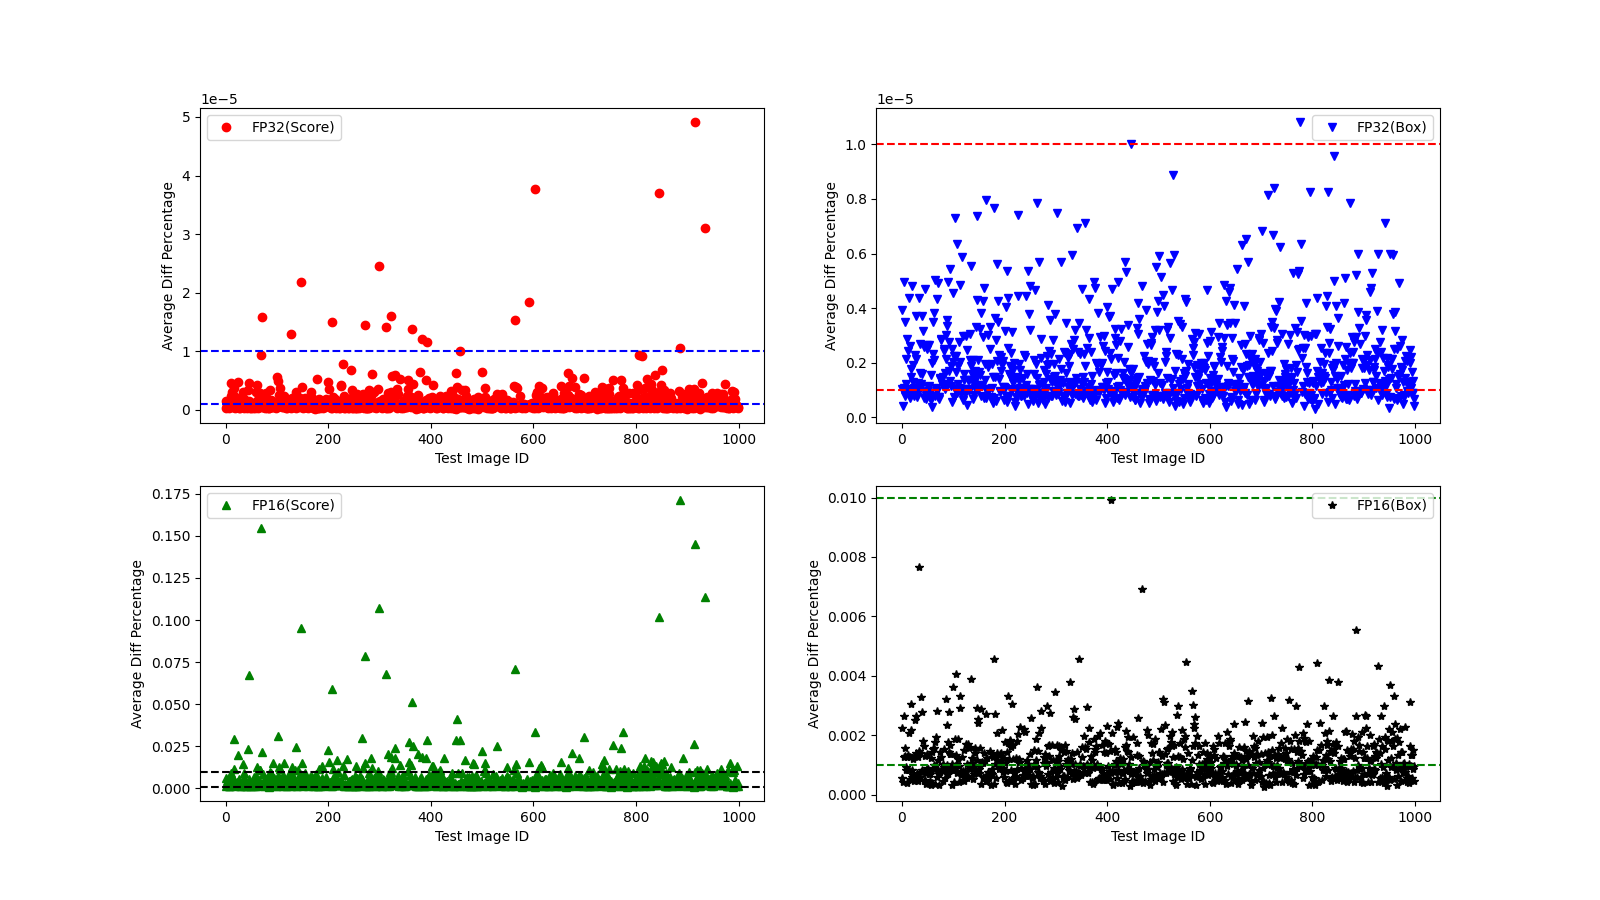 1e−5
FP32(Score)
5
4
3
2
1
0
Average Diff Percentage
0 200 400 600 800 1000
Test Image ID
1e−5
FP32(Box)
1.0
0.8
0.6
0.4
0.2
0.0
Average Diff Percentage
0 200 400 600 800 1000
Test Image ID
FP16(Score)
0.175
0.150
0.125
0.100
0.075
0.050
0.025
0.000
Average Diff Percentage
0 200 400 600 800 1000
Test Image ID
FP16(Box)
0.010
0.008
0.006
0.004
0.002
0.000
Average Diff Percentage
0 200 400 600 800 1000
Test Image ID